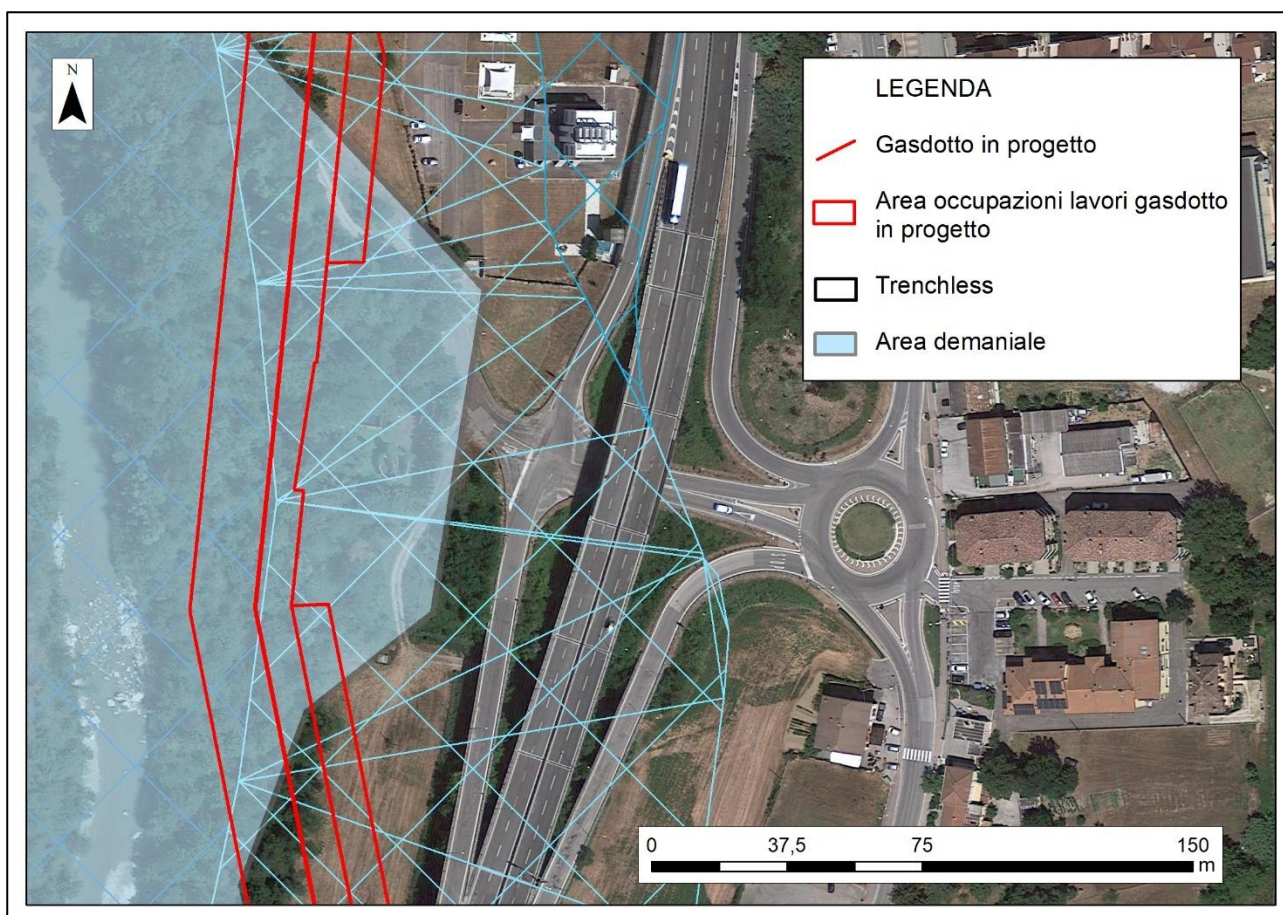 N
LEGENDA
Gasdotto in progetto
Area occupazioni lavori gasdotto
in progetto
Trenchless
Area demaniale
0 37,5 75 150
m